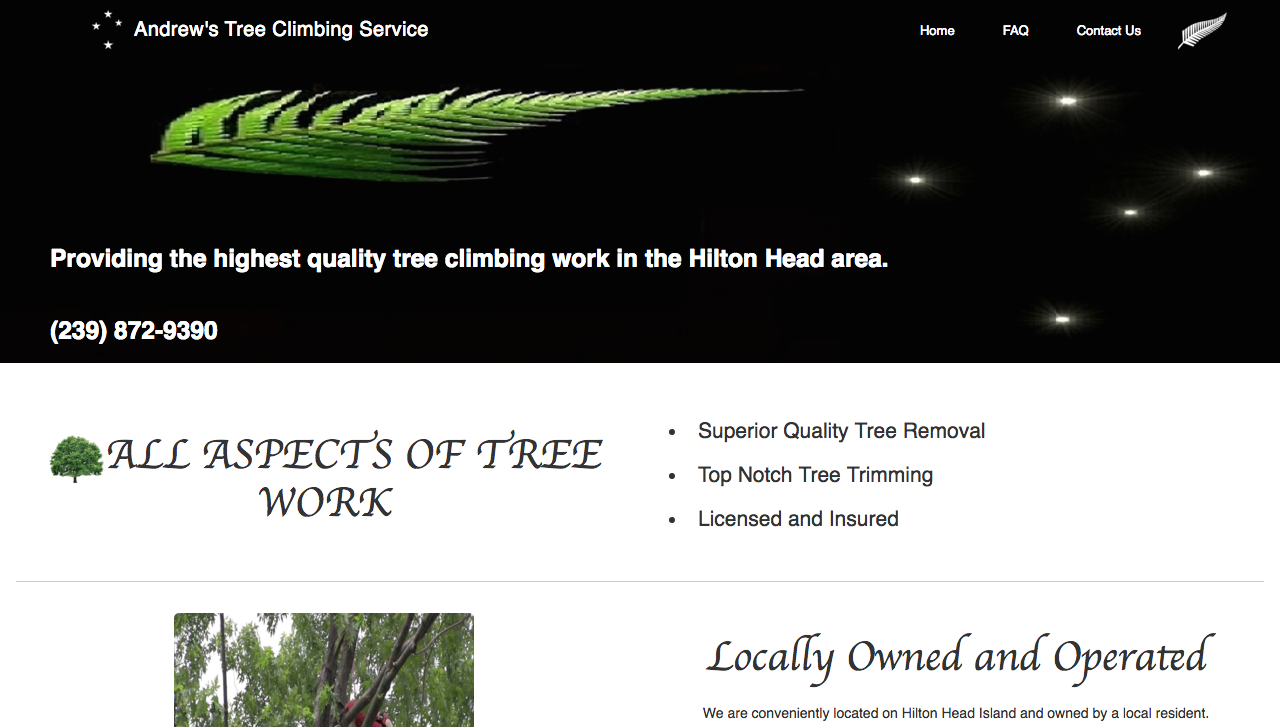 Andrew's Tree Climbing Service
Home
FAQ
Contact Us
Providing the highest quality tree climbing work in the Hilton Head area.
(239) 872-9390
ALL ASPECTS OF TREE
WORK
Superior Quality Tree Removal
Top Notch Tree Trimming
Licensed and Insured
Locally Owned and Operated
We are conveniently located on Hilton Head Island and owned by a local resident.